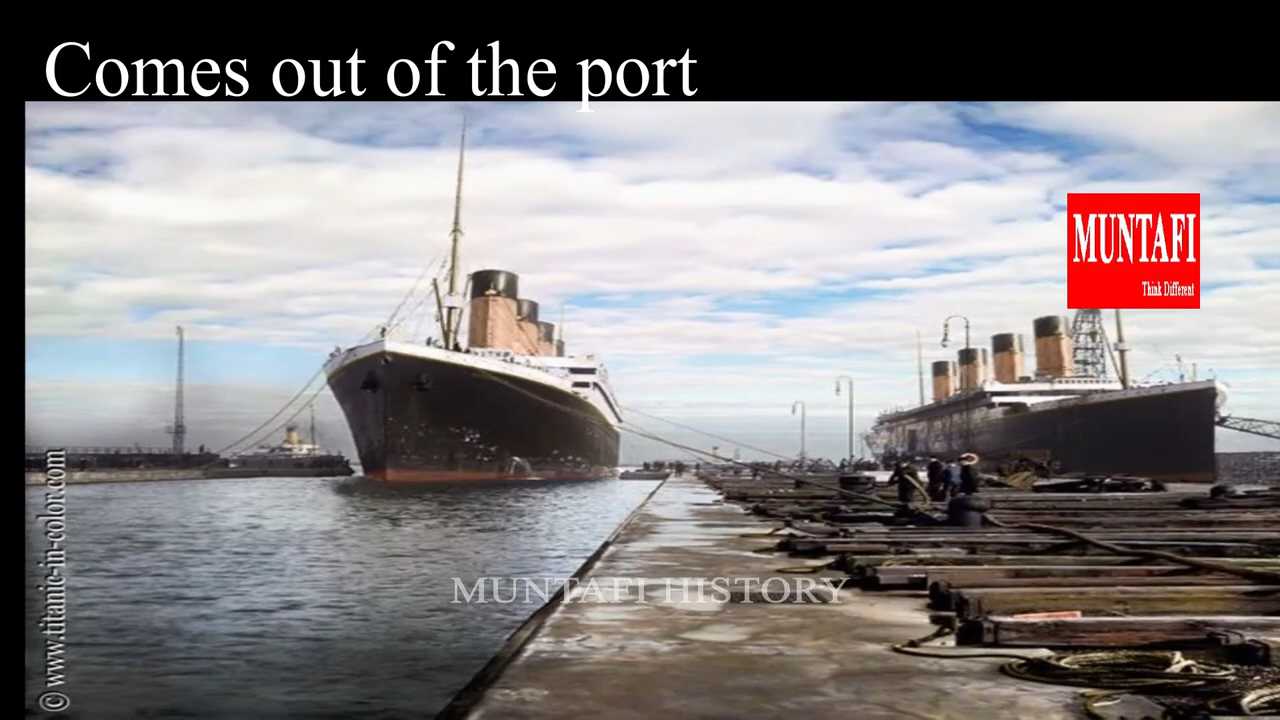 Comes out of the port
MUNTAFI
Think Different
MUNTAFI HISTORY
© www.titanic-in-color.com